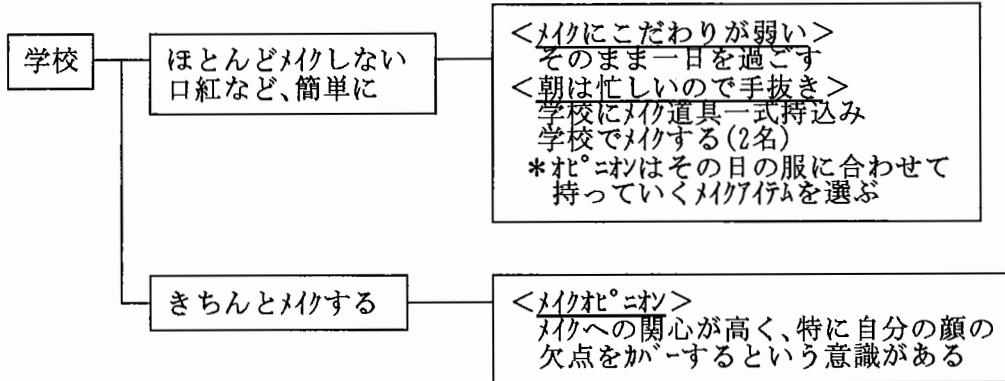 学校
ほとんどﾒｲｸしない
口紅など、簡単に
＜ﾒｲｸにこだわりが弱い＞
そのまま一日を過ごす
＜朝は忙しいので手抜き＞
学校にﾒｲｸ道具一式持込み
学校でﾒｲｸする(2名)
＊ｵﾋﾟﾆｵﾝはその日の服に合わせて
持っていくﾒｲｸｱｲﾃﾑを選ぶ
きちんとﾒｲｸする
＜ﾒｲｸｵﾋﾟﾆｵﾝ＞
ﾒｲｸへの関心が高く、特に自分の顔の
欠点をｶﾊﾞｰするという意識がある